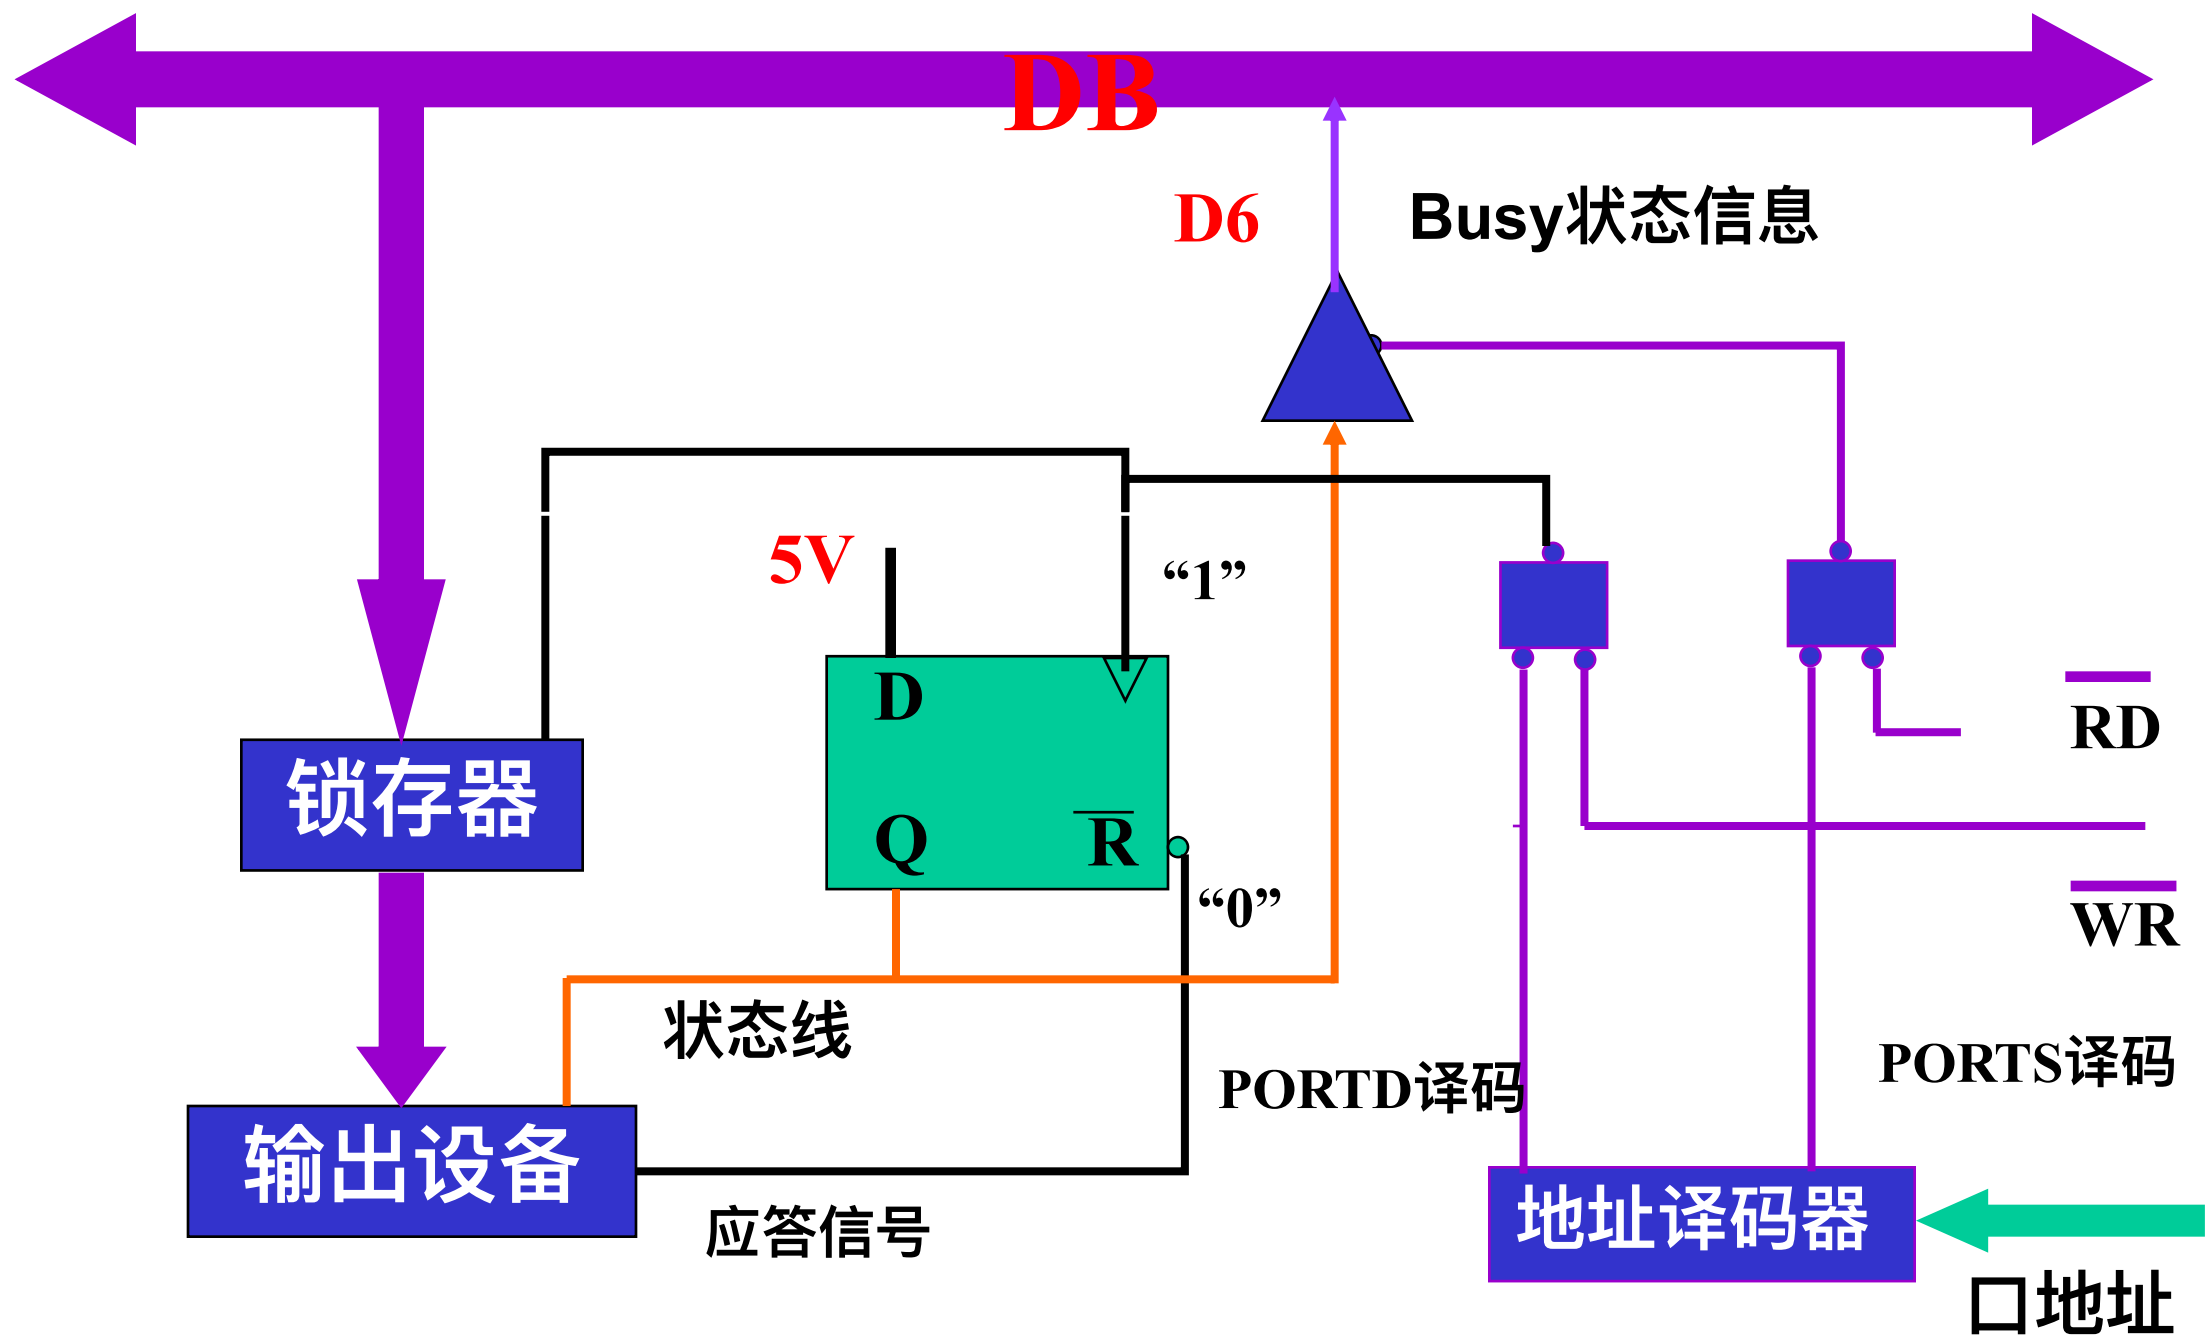 DB
D6
Busy状态信息
5V
“1”
D
RD
锁存器
Q
R
“0”
WR
状态线
PORTD译码
PORTS译码
输出设备
地址译码器
应答信号
口地址